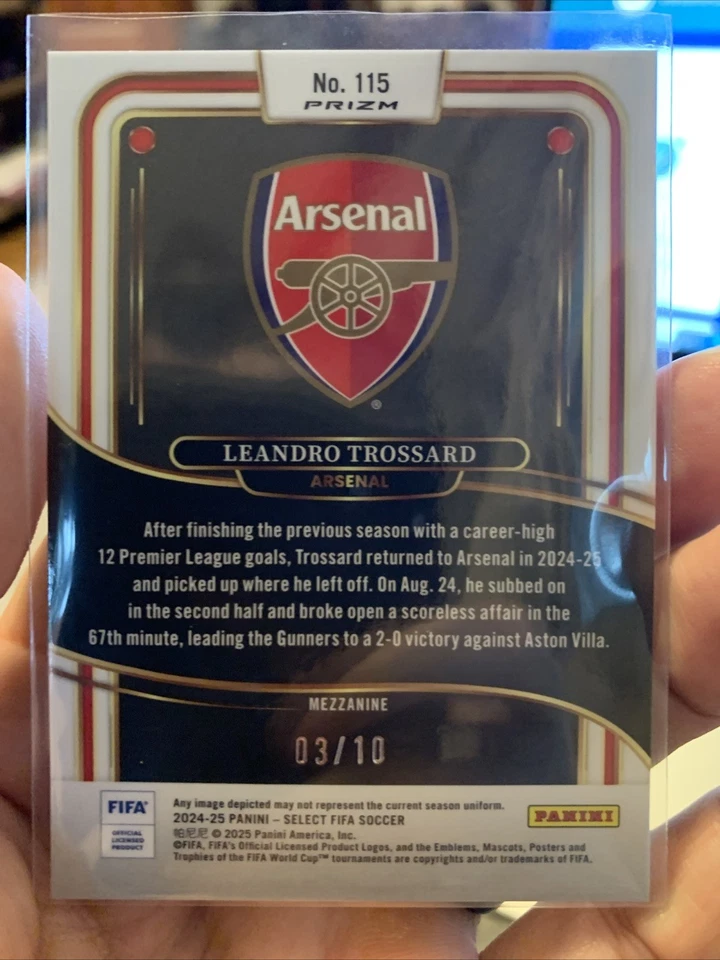 No. 115
PRIZM
Arsenal
®
LEANDRO TROSSARD
ARSENAL
After finishing the previous season with a career-high
12 Premier League goals, Trossard returned to Arsenal in 2024-25
and picked up where he left off. On Aug. 24, he subbed on
in the second half and broke open a scoreless affair in the
67th minute, leading the Gunners to a 2-0 victory against Aston Villa.
MEZZANINE
03/10
FIFA®
OFFICIAL
LICENSED
PRODUCT
Any image depicted may not represent the current season uniform.
2024-25 PANINI – SELECT FIFA SOCCER
帕尼尼 © 2025 Panini America, Inc.
©FIFA, FIFA's Official Licensed Product Logos, and the Emblems, Mascots, Posters and
Trophies of the FIFA World Cup™ tournaments are copyrights and/or trademarks of FIFA.
PANINI